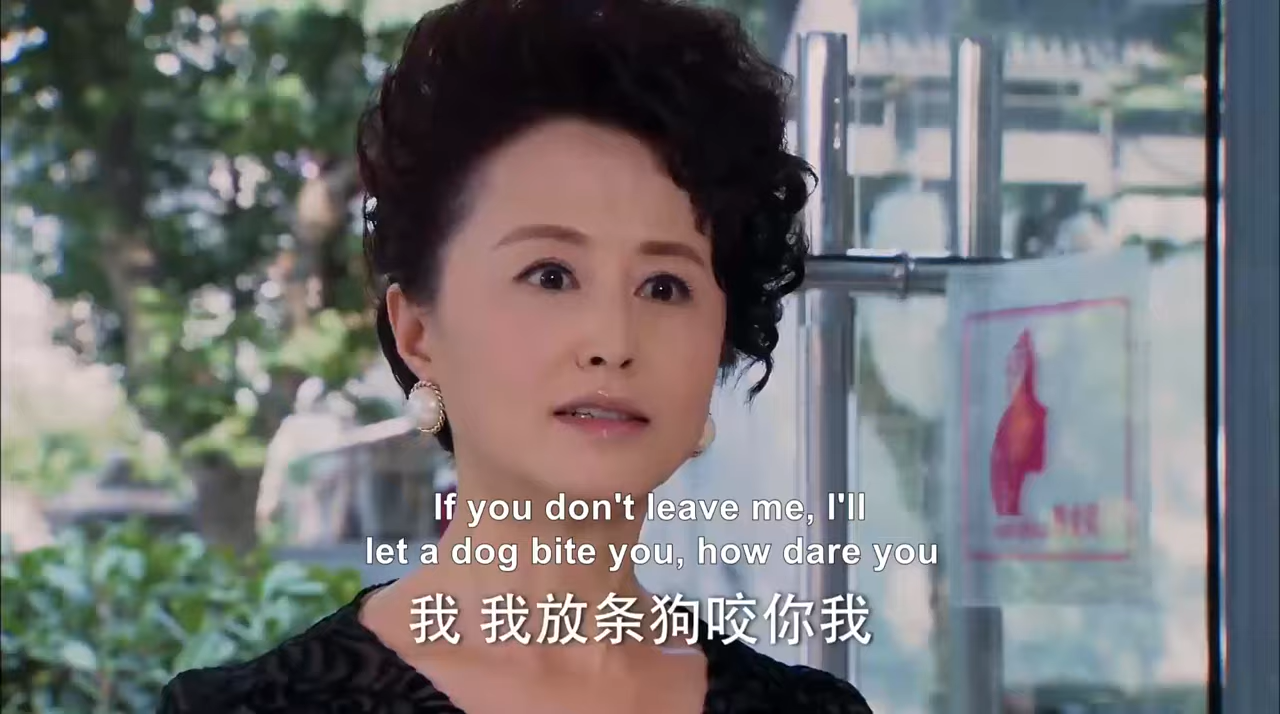 If you don't leave me, I'll
let a dog bite you, how dare you
我 我放条狗咬你我